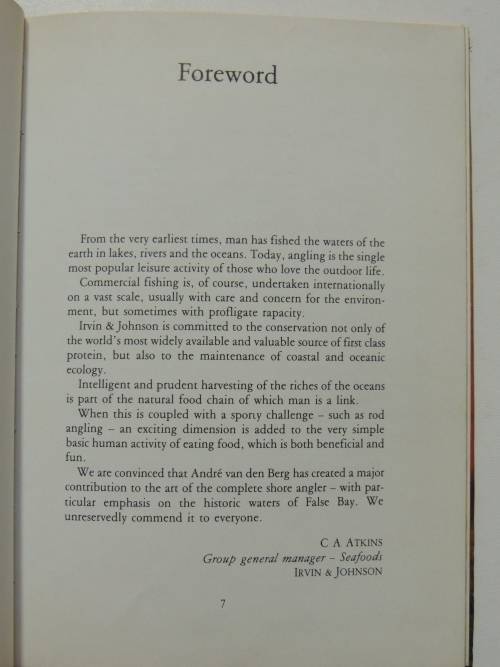 Foreword
From the very earliest times, man has fished the waters of the
earth in lakes, rivers and the oceans. Today, angling is the single
most popular leisure activity of those who love the outdoor life.
Commercial fishing is, of course, undertaken internationally
on a vast scale, usually with care and concern for the environ-
ment, but sometimes with profligate rapacity.
Irvin & Johnson is committed to the conservation not only of
the world's most widely available and valuable source of first class
protein, but also to the maintenance of coastal and oceanic
ecology.
Intelligent and prudent harvesting of the riches of the oceans
is part of the natural food chain of which man is a link.
When this is coupled with a sporty challenge – such as rod
angling – an exciting dimension is added to the very simple
basic human activity of eating food, which is both beneficial and
fun.
We are convinced that André van den Berg has created a major
contribution to the art of the complete shore angler – with par-
ticular emphasis on the historic waters of False Bay. We
unreservedly commend it to everyone.
C A ATKINS
Group general manager – Seafoods
IRVIN & JOHNSON
7